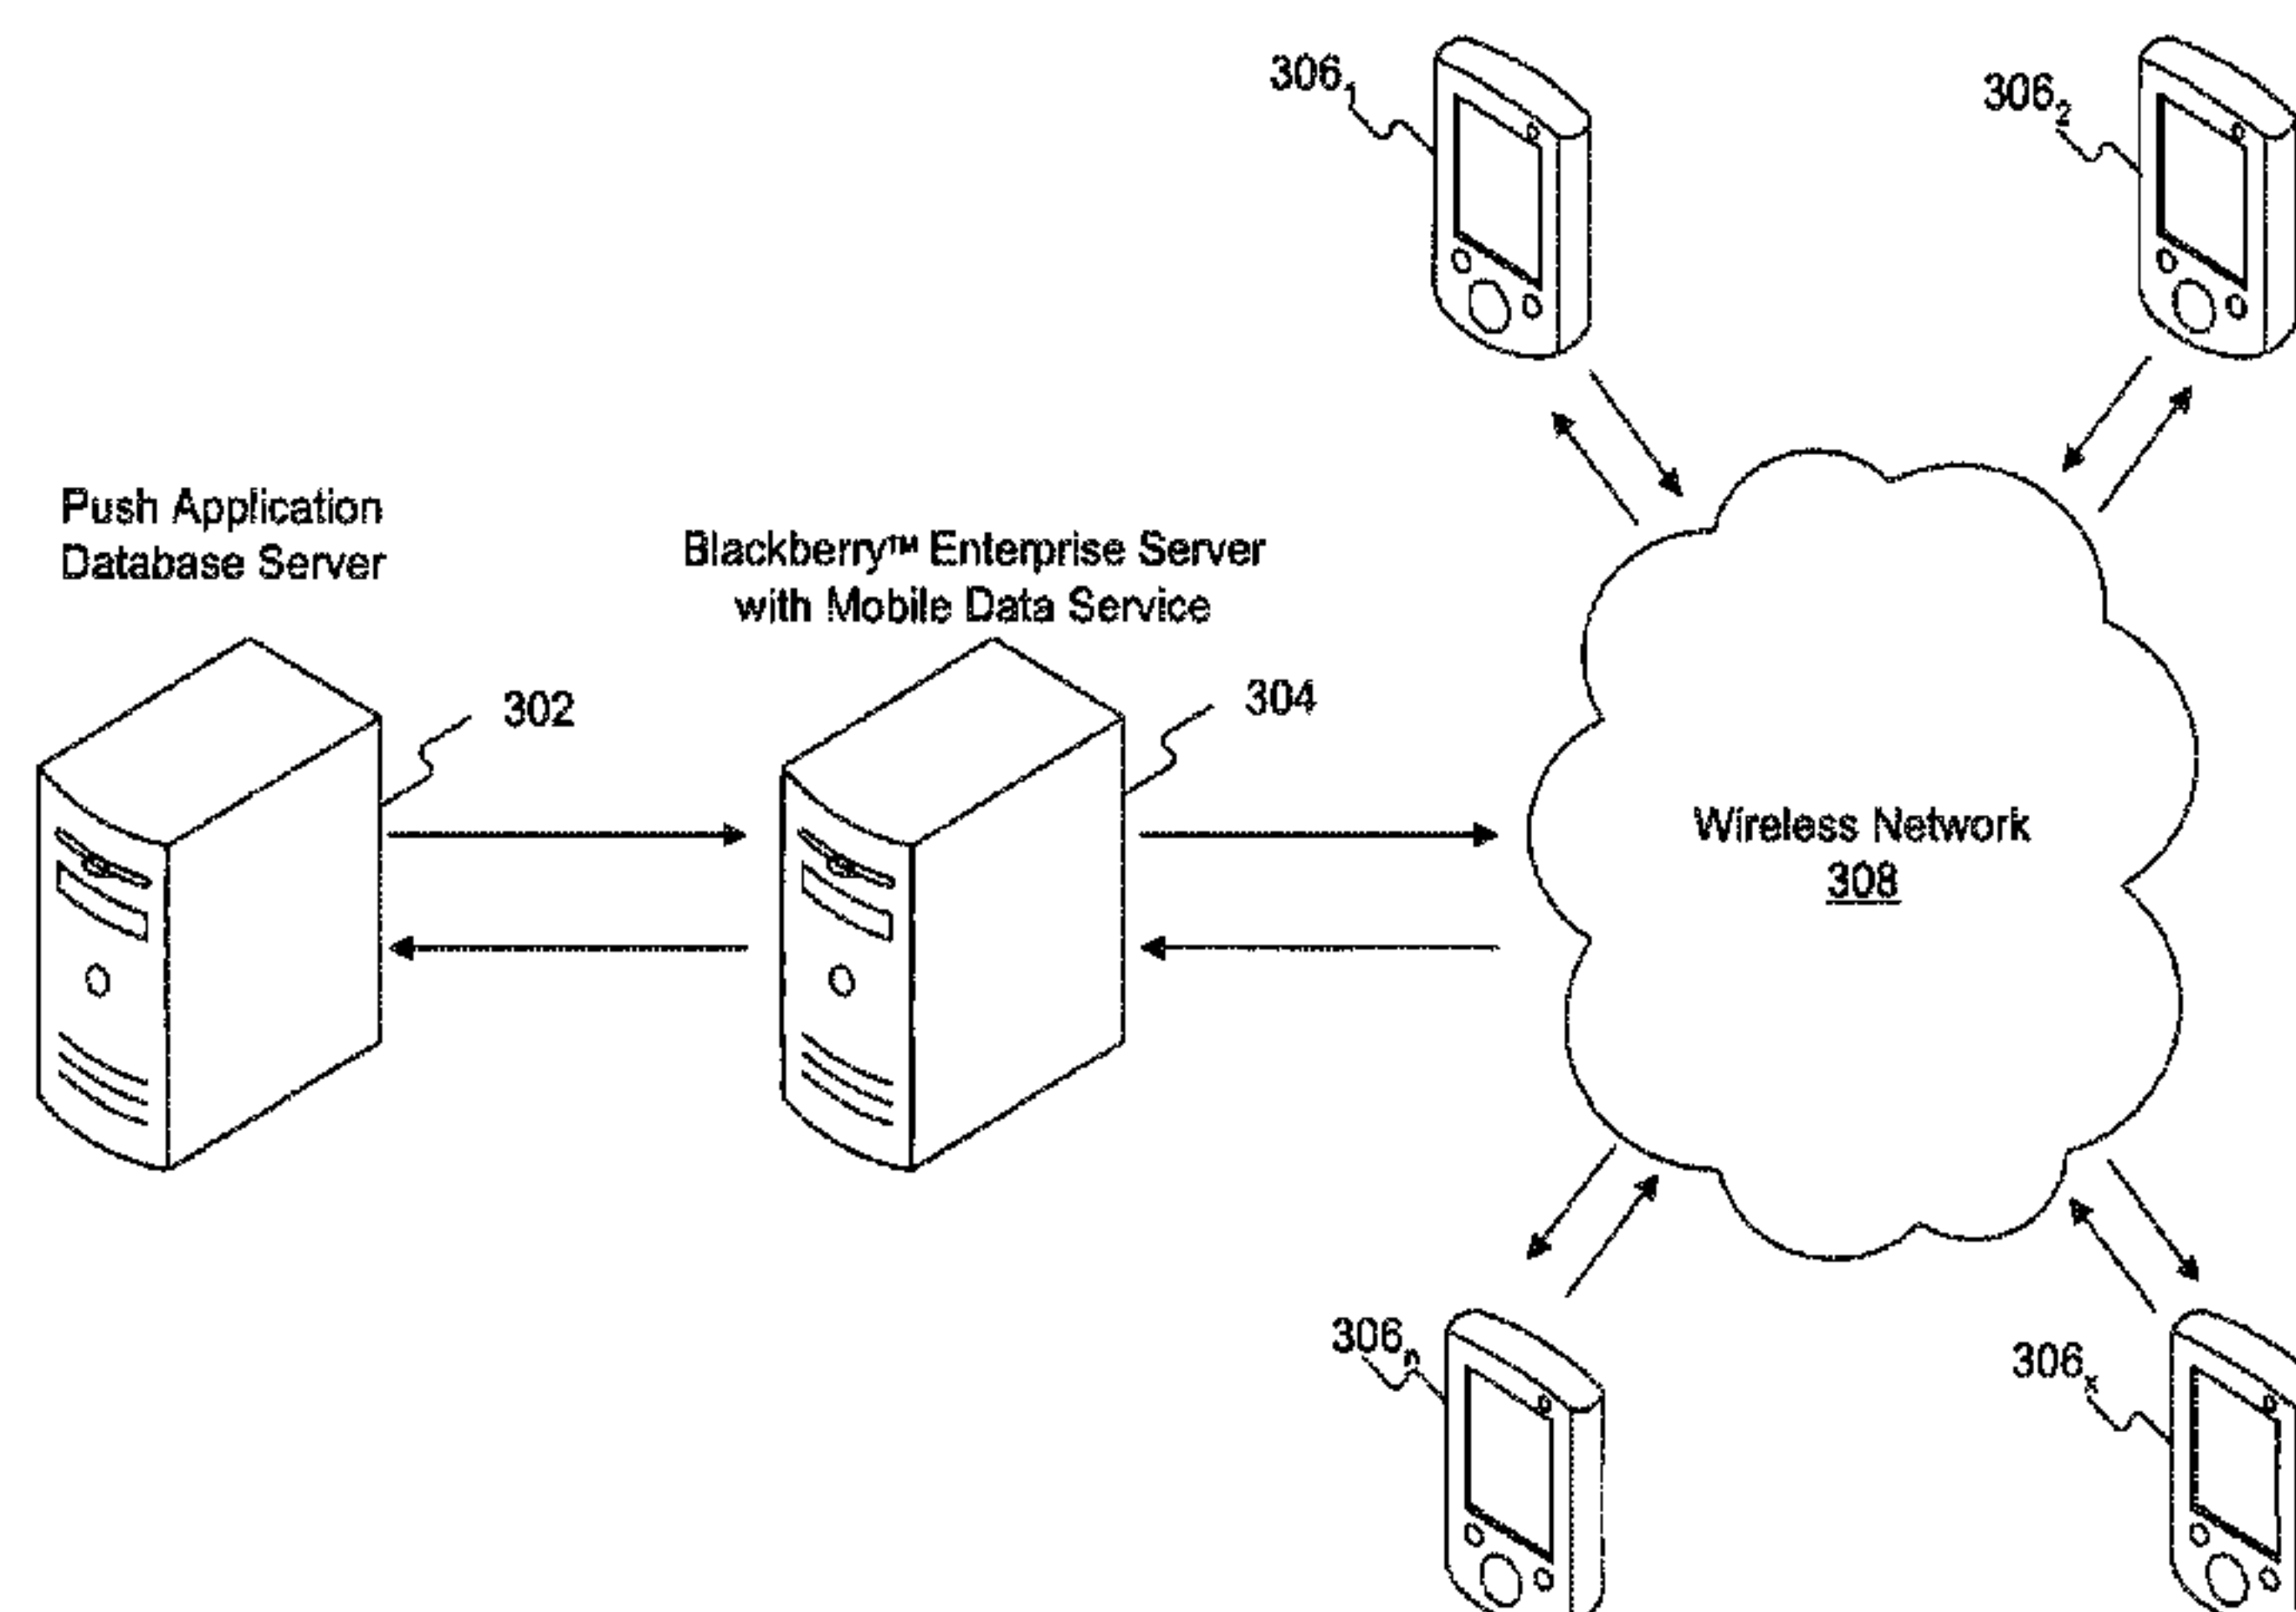 306₁
306₂
Push Application
Database Server
Blackberry™ Enterprise Server
with Mobile Data Service
302
304
Wireless Network
308
306ₙ
306ₓ